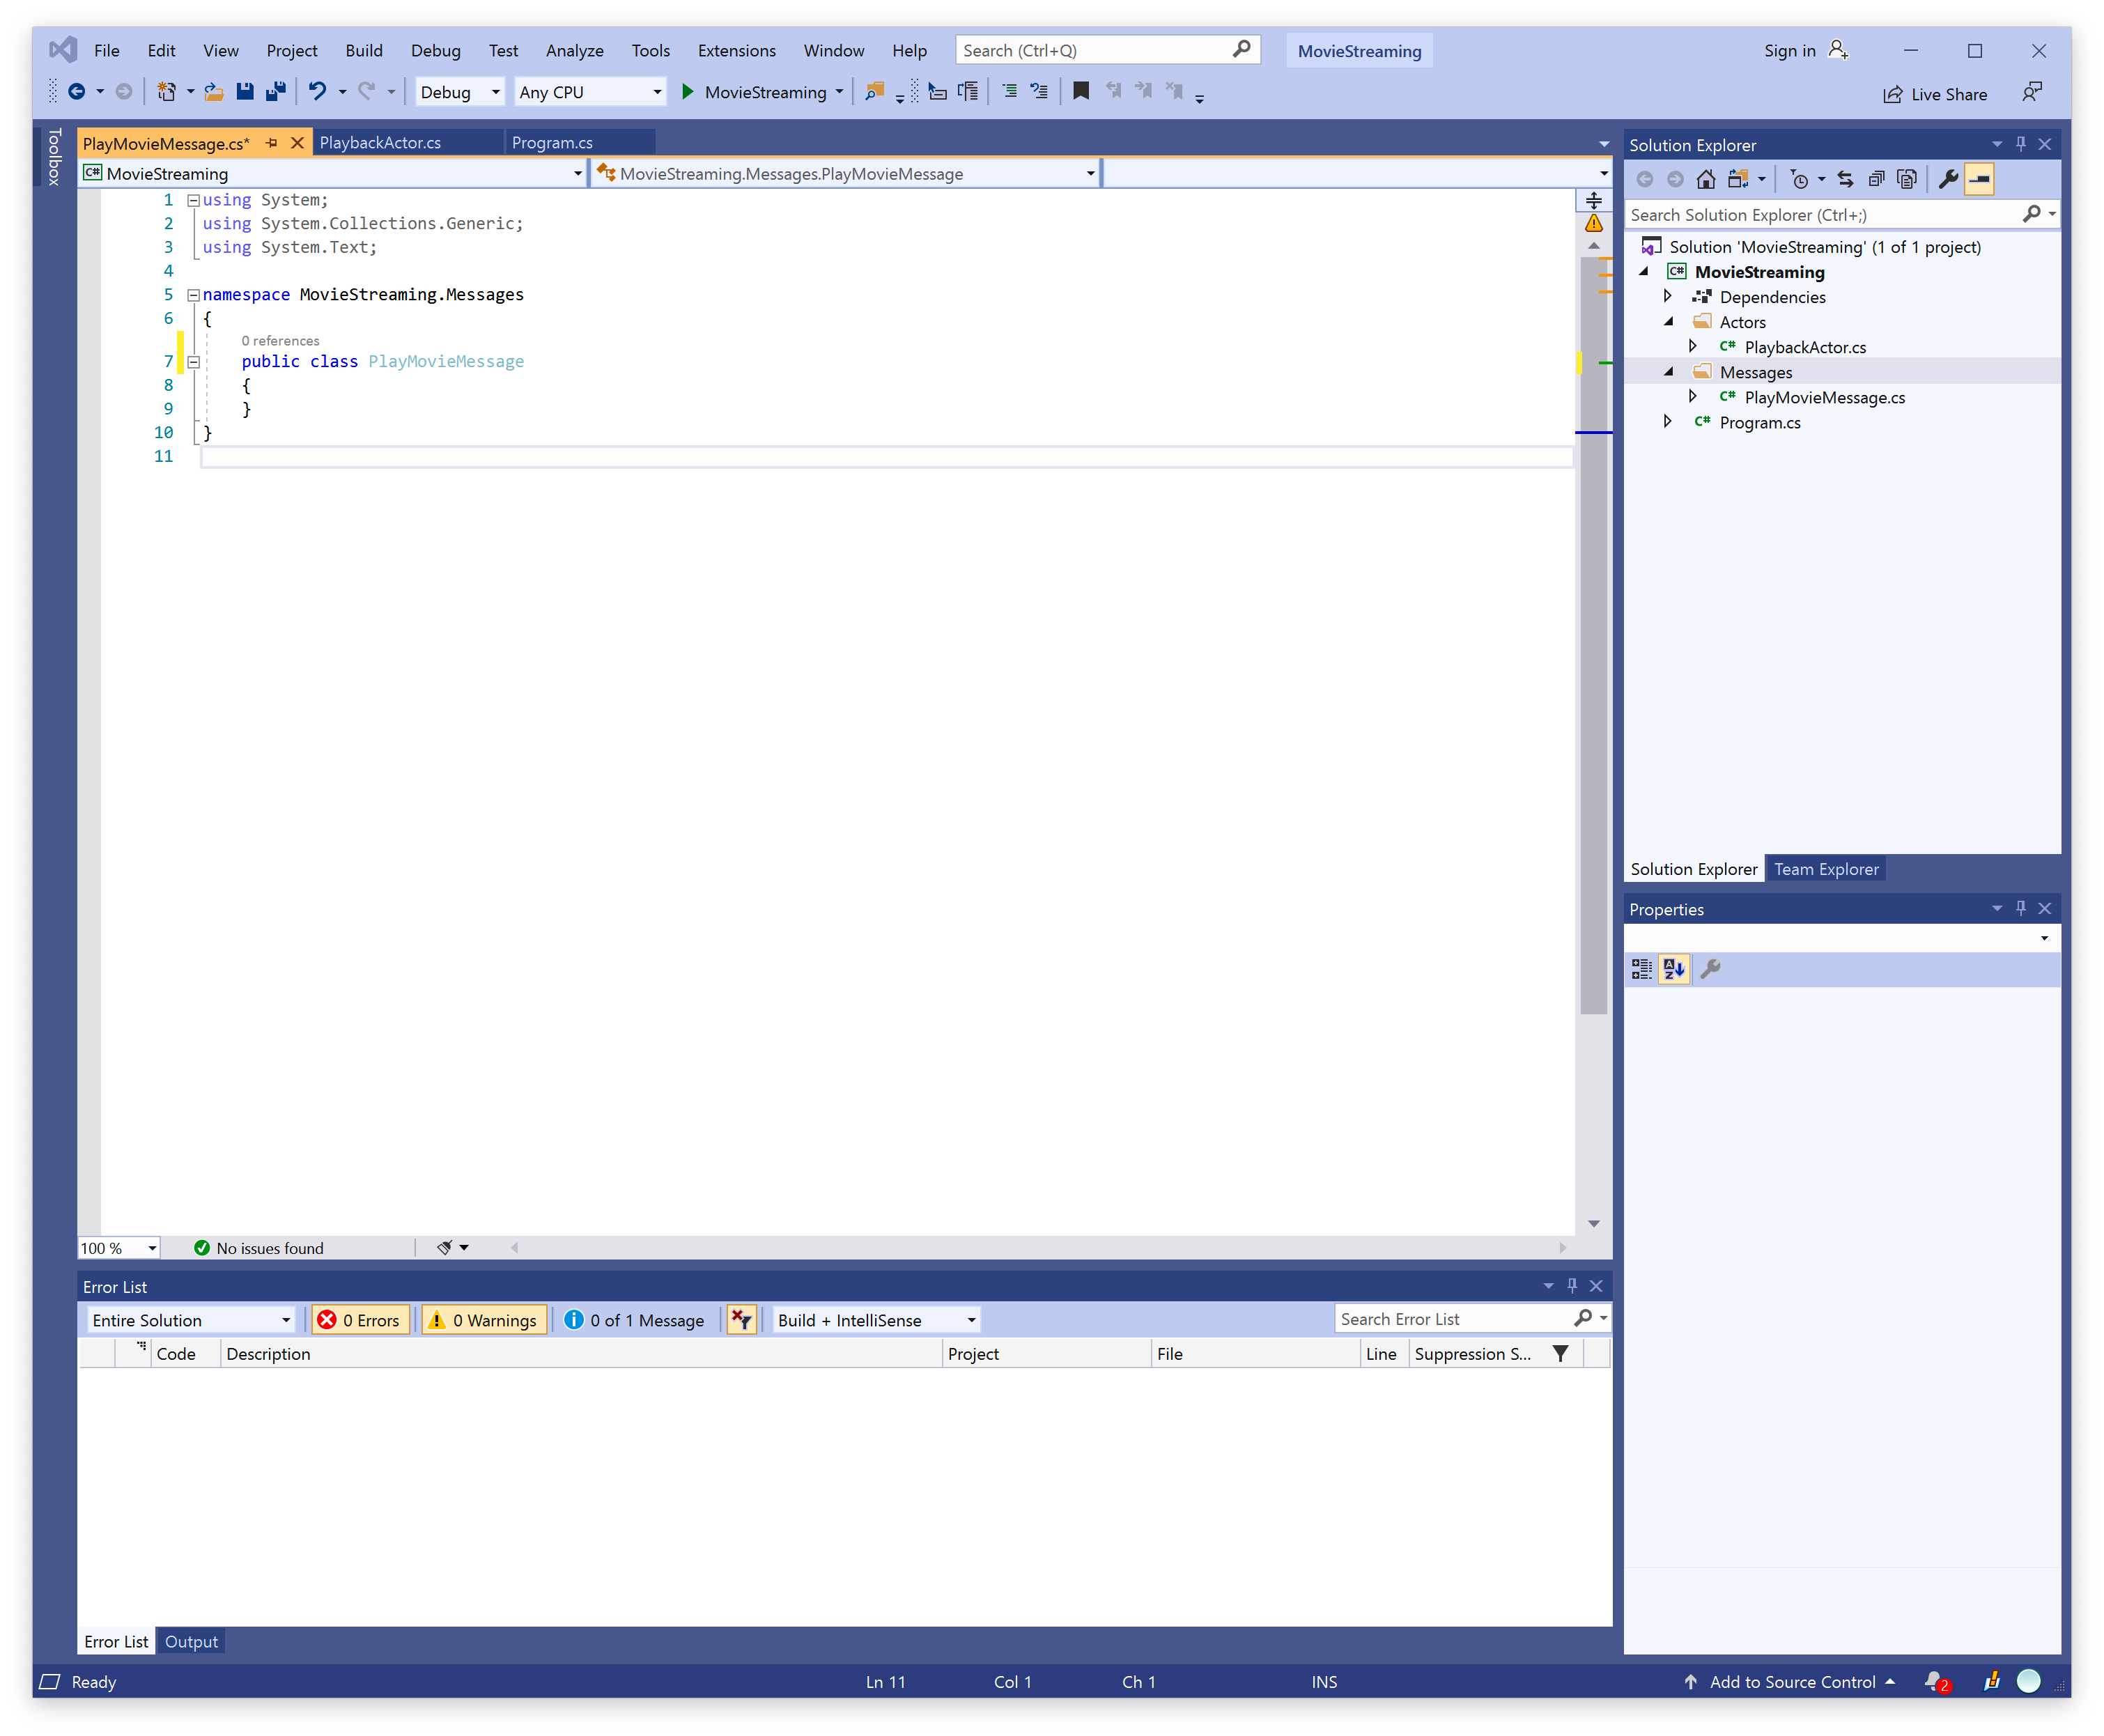 File Edit View Project Build Debug Test Analyze Tools Extensions Window Help Search (Ctrl+Q) MovieStreaming Sign in
Debug Any CPU MovieStreaming Live Share
Toolbox
PlayMovieMessage.cs* PlaybackActor.cs Program.cs
MovieStreaming MovieStreaming.Messages.PlayMovieMessage
1 using System;
2 using System.Collections.Generic;
3 using System.Text;
4
5 namespace MovieStreaming.Messages
6 {
0 references
7 public class PlayMovieMessage
8 {
9 }
10 }
11
100 % No issues found
Error List
Entire Solution 0 Errors 0 Warnings 0 of 1 Message Build + IntelliSense Search Error List
Code Description Project File Line Suppression S...
Error List Output
Solution Explorer
Search Solution Explorer (Ctrl+;)
Solution 'MovieStreaming' (1 of 1 project)
C# MovieStreaming
Dependencies
Actors
C# PlaybackActor.cs
Messages
C# PlayMovieMessage.cs
C# Program.cs
Solution Explorer Team Explorer
Properties
Ready Ln 11 Col 1 Ch 1 INS Add to Source Control 2